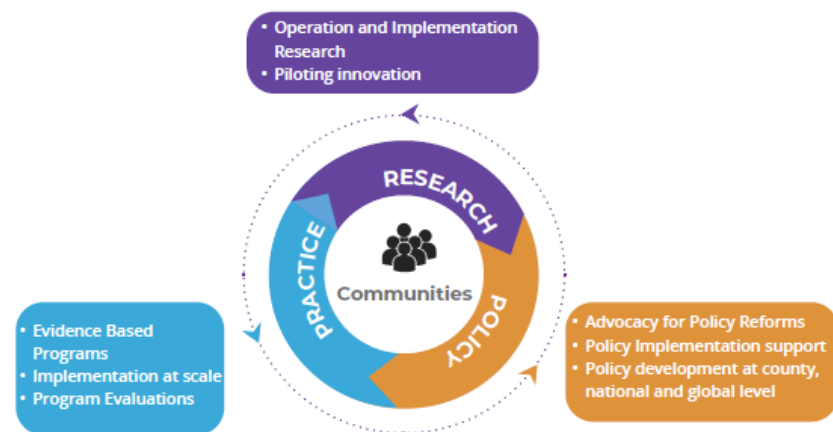 • Operation and Implementation
Research
• Piloting innovation
RESEARCH
PRACTICE
Communities
POLICY
• Evidence Based
Programs
• Implementation at scale
• Program Evaluations
• Advocacy for Policy Reforms
• Policy Implementation support
• Policy development at county,
national and global level